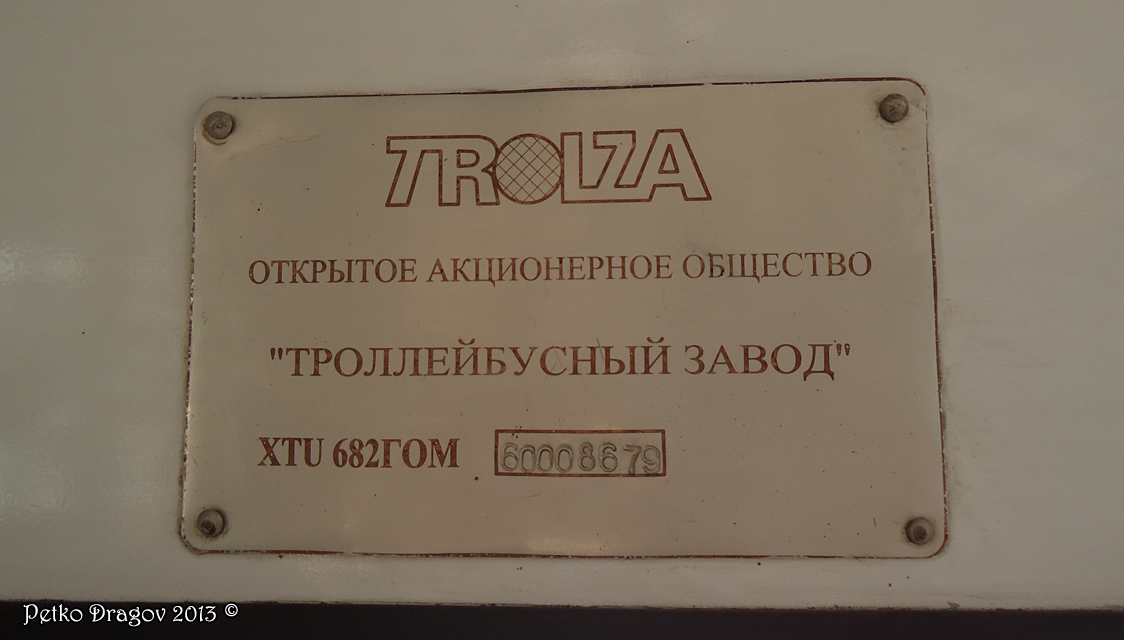 TROLZA
ОТКРЫТОЕ АКЦИОНЕРНОЕ ОБЩЕСТВО
"ТРОЛЛЕЙБУСНЫЙ ЗАВОД"
XTU 682ГОМ 60008679
Petko Dragov 2013 ©